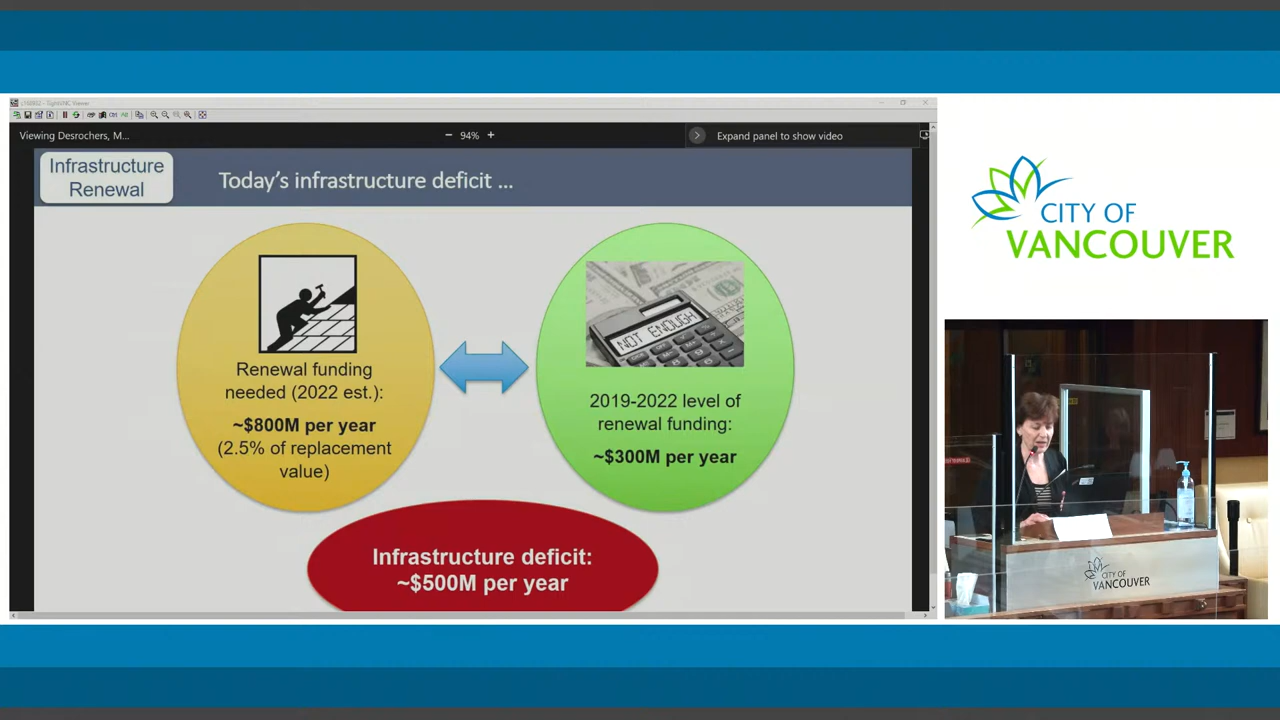 TightVNC Viewer
Viewing Desrochers, M...
94%
Expand panel to show video
Infrastructure
Renewal
Today's infrastructure deficit ...
Renewal funding
needed (2022 est.):
~$800M per year
(2.5% of replacement
value)
NOT ENOUGH
2019-2022 level of
renewal funding:
~$300M per year
Infrastructure deficit:
~$500M per year
CITY OF
VANCOUVER
CITY OF
VANCOUVER